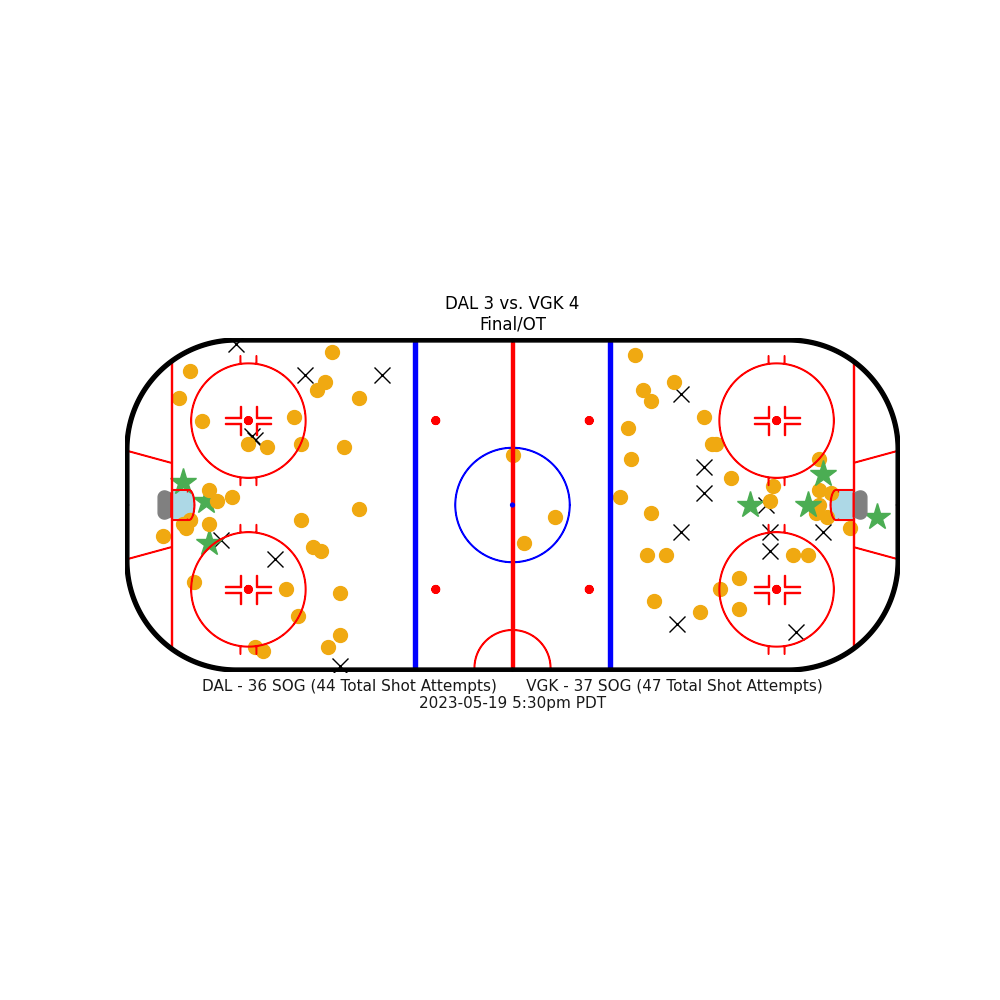 DAL 3 vs. VGK 4
Final/OT
DAL - 36 SOG (44 Total Shot Attempts) VGK - 37 SOG (47 Total Shot Attempts)
2023-05-19 5:30pm PDT